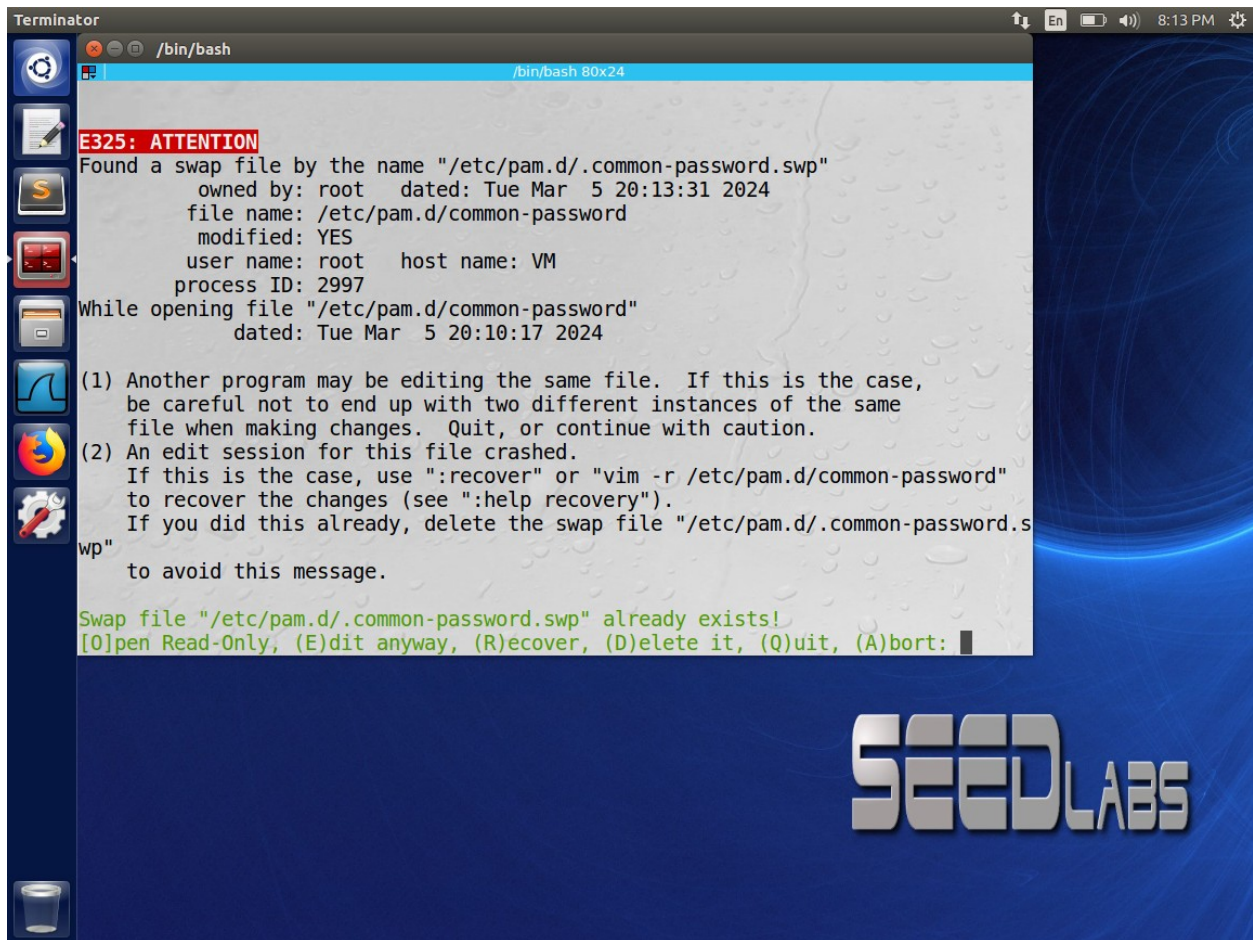 Terminator
En
8:13 PM
/bin/bash
/bin/bash 80x24
E325: ATTENTION
Found a swap file by the name "/etc/pam.d/.common-password.swp"
owned by: root   dated: Tue Mar  5 20:13:31 2024
file name: /etc/pam.d/common-password
modified: YES
user name: root   host name: VM
process ID: 2997
While opening file "/etc/pam.d/common-password"
dated: Tue Mar  5 20:10:17 2024
(1) Another program may be editing the same file.  If this is the case,
be careful not to end up with two different instances of the same
file when making changes.  Quit, or continue with caution.
(2) An edit session for this file crashed.
If this is the case, use ":recover" or "vim -r /etc/pam.d/common-password"
to recover the changes (see ":help recovery").
If you did this already, delete the swap file "/etc/pam.d/.common-password.s
wp"
to avoid this message.
Swap file "/etc/pam.d/.common-password.swp" already exists!
[O]pen Read-Only, (E)dit anyway, (R)ecover, (D)elete it, (Q)uit, (A)bort:
SEEDLABS